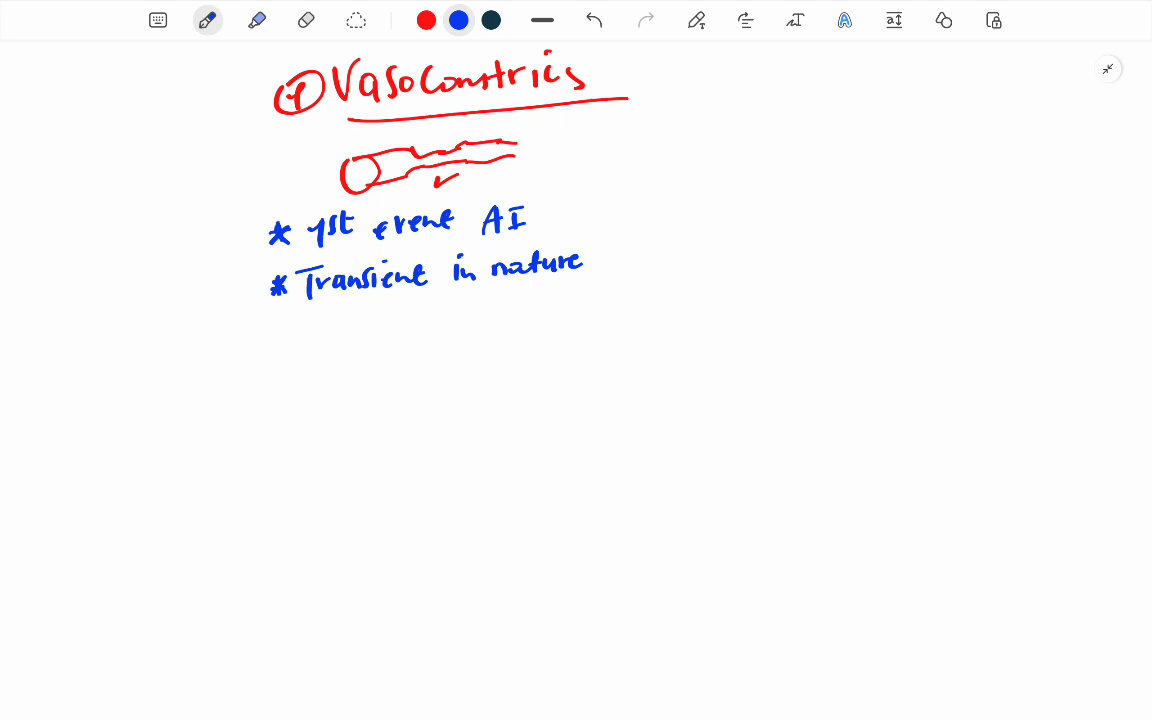 ① Vasoconstrics
* 1st event AI
* Transient in nature